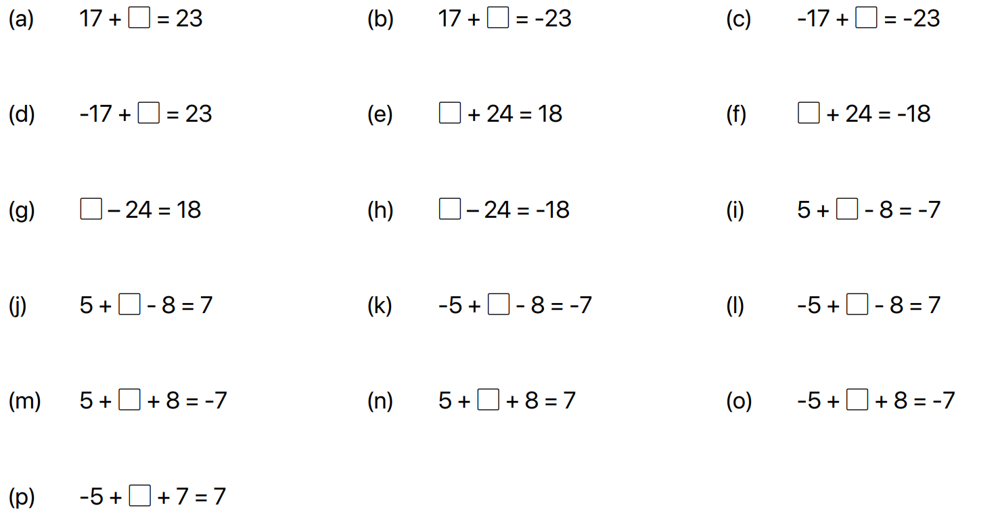 (a) 17 + □ = 23 (b) 17 + □ = -23 (c) -17 + □ = -23
(d) -17 + □ = 23 (e) □ + 24 = 18 (f) □ + 24 = -18
(g) □ – 24 = 18 (h) □ – 24 = -18 (i) 5 + □ - 8 = -7
(j) 5 + □ - 8 = 7 (k) -5 + □ - 8 = -7 (l) -5 + □ - 8 = 7
(m) 5 + □ + 8 = -7 (n) 5 + □ + 8 = 7 (o) -5 + □ + 8 = -7
(p) -5 + □ + 7 = 7